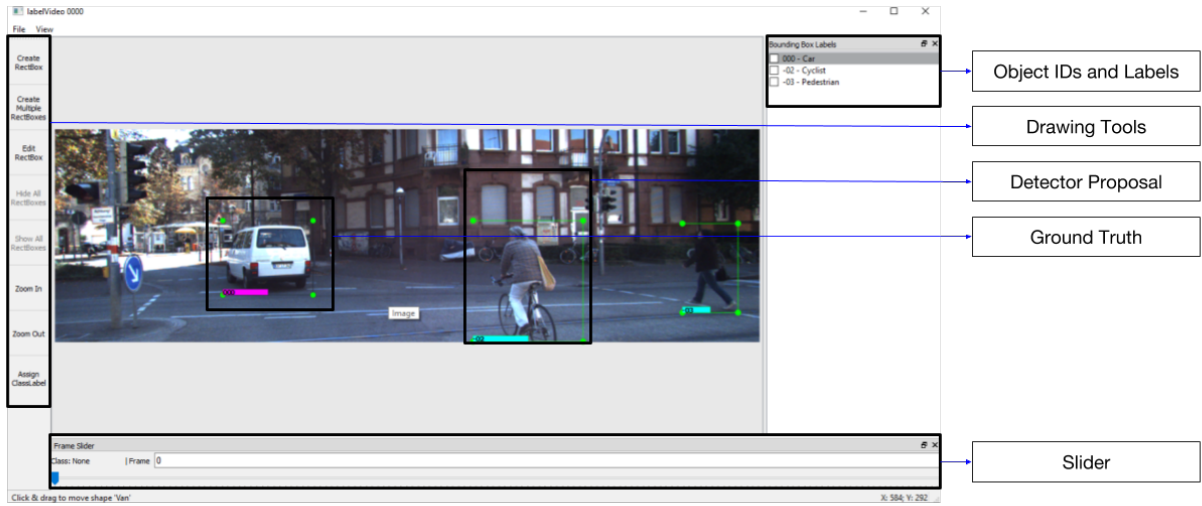 labelVideo 0000
File View
Create
RectBox
Create
Multiple
RectBoxes
Edit
RectBox
Hide All
RectBoxes
Show All
RectBoxes
Zoom In
Zoom Out
Assign
ClassLabel
000
-02
-03
Image
Bounding Box Labels
000 - Car
-02 - Cyclist
-03 - Pedestrian
Object IDs and Labels
Drawing Tools
Detector Proposal
Ground Truth
Slider
Frame Slider
Class: None
Frame 0
Click & drag to move shape 'Van'
X: 584; Y: 292